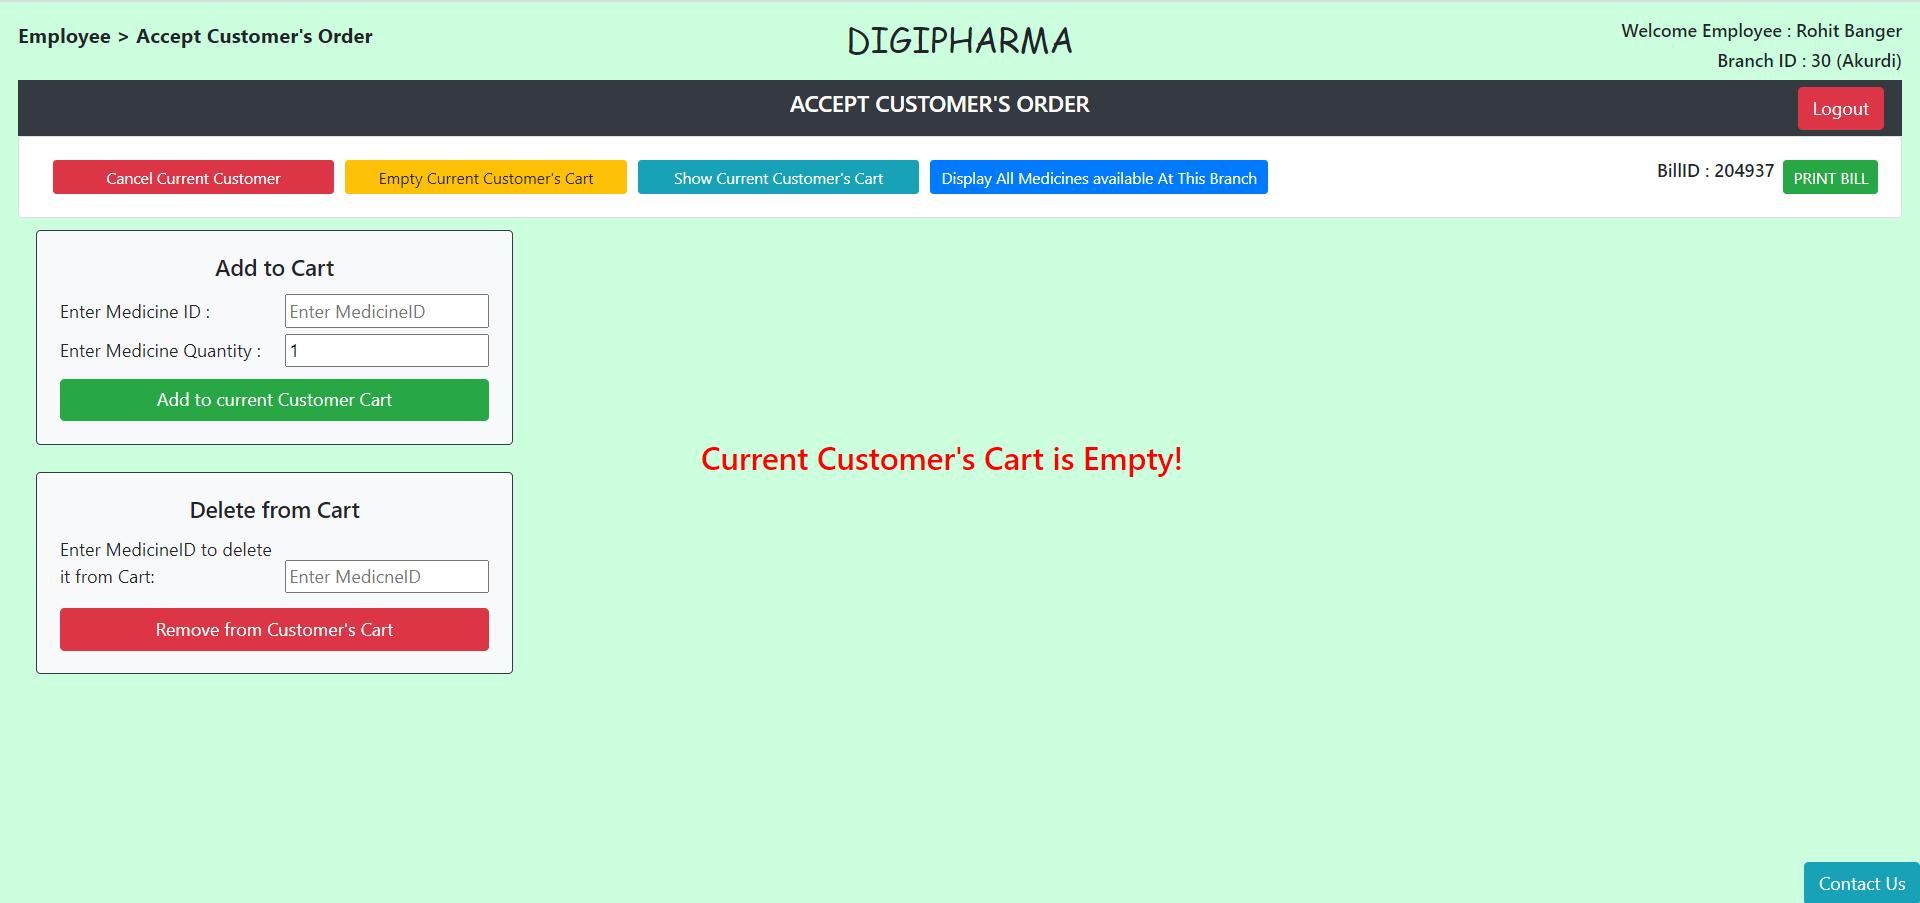 Employee > Accept Customer's Order
DIGIPHARMA
Welcome Employee : Rohit Banger
Branch ID : 30 (Akurdi)
ACCEPT CUSTOMER'S ORDER
Logout
Cancel Current Customer
Empty Current Customer's Cart
Show Current Customer's Cart
Display All Medicines available At This Branch
BillID : 204937
PRINT BILL
Add to Cart
Enter Medicine ID :
Enter MedicineID
Enter Medicine Quantity :
1
Add to current Customer Cart
Current Customer's Cart is Empty!
Delete from Cart
Enter MedicineID to delete
it from Cart:
Enter MedicneID
Remove from Customer's Cart
Contact Us